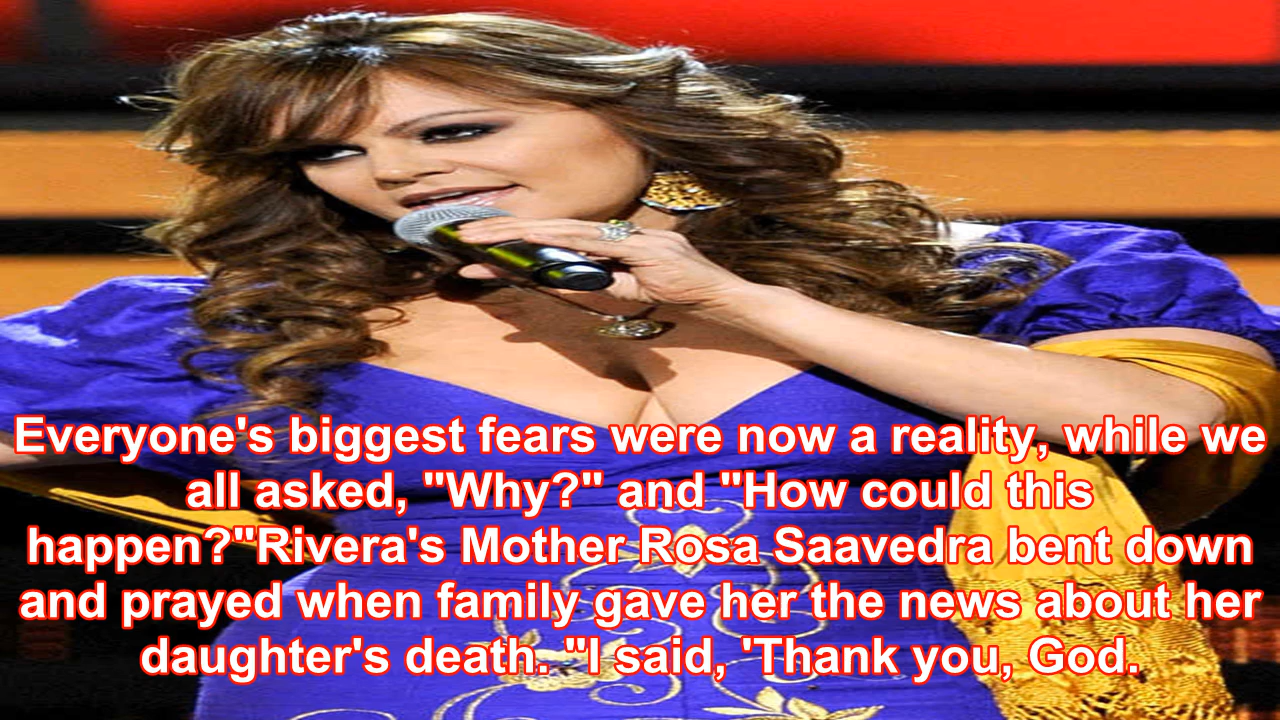 Everyone's biggest fears were now a reality, while we
all asked, "Why?" and "How could this
happen?"Rivera's Mother Rosa Saavedra bent down
and prayed when family gave her the news about her
daughter's death. "I said, 'Thank you, God.